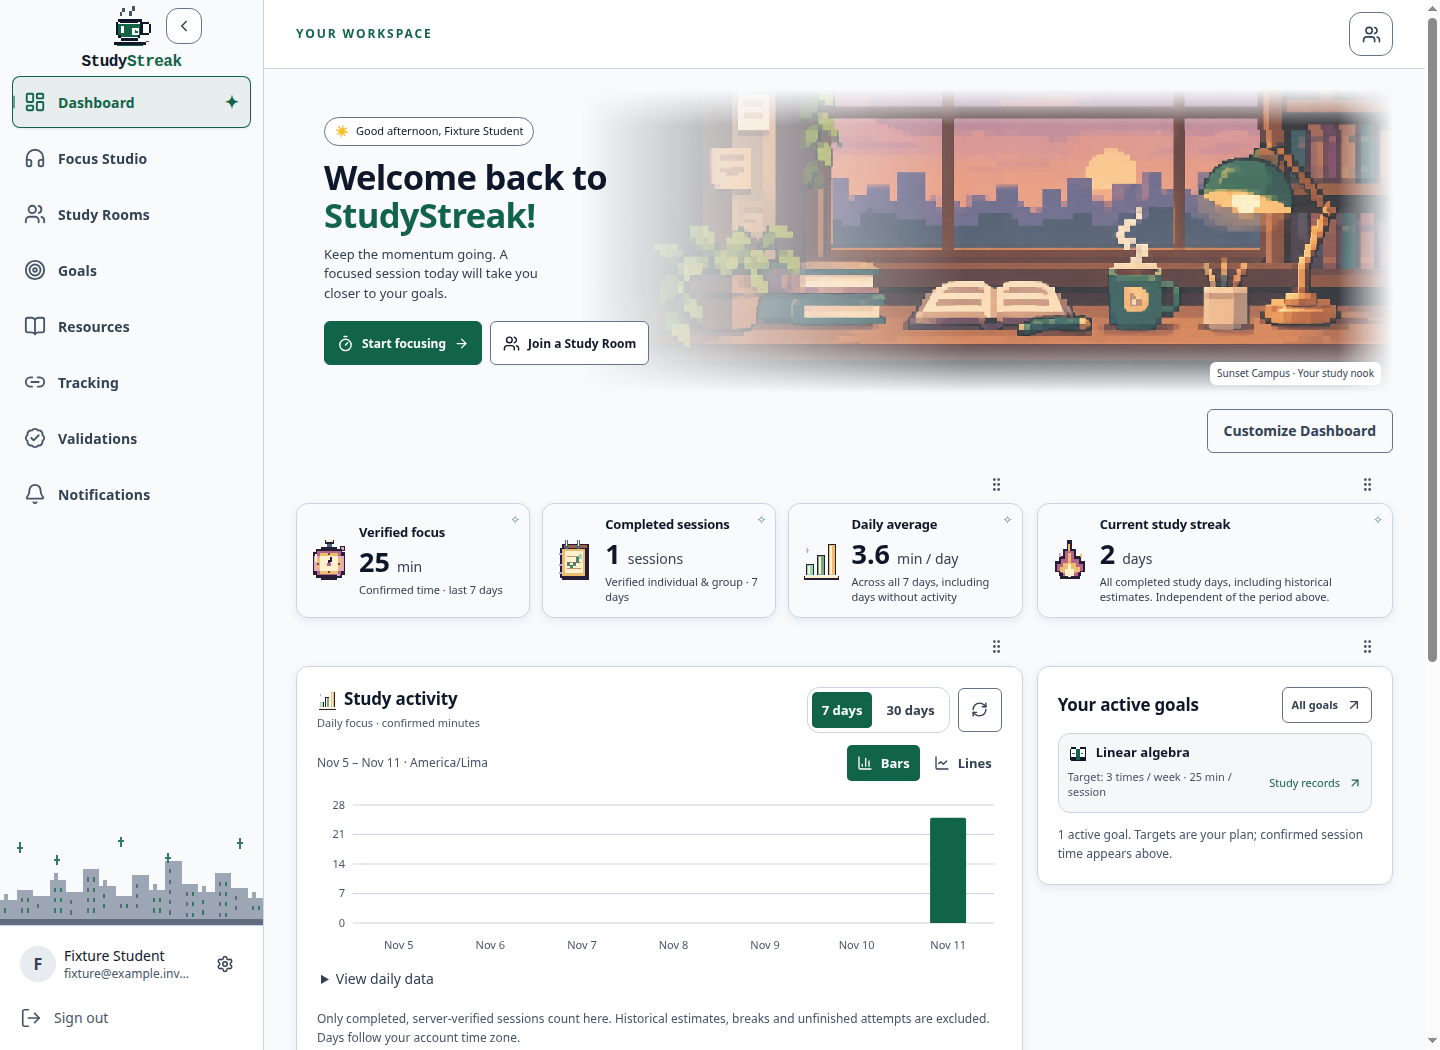 StudyStreak
Dashboard
Focus Studio
Study Rooms
Goals
Resources
Tracking
Validations
Notifications
F
Fixture Student
fixture@example.inv...
Sign out
YOUR WORKSPACE
Good afternoon, Fixture Student
Welcome back to
StudyStreak!
Keep the momentum going. A
focused session today will take you
closer to your goals.
Start focusing
Join a Study Room
Sunset Campus · Your study nook
Customize Dashboard
Verified focus
25 min
Confirmed time · last 7 days
Completed sessions
1 sessions
Verified individual & group · 7
days
Daily average
3.6 min / day
Across all 7 days, including
days without activity
Current study streak
2 days
All completed study days, including historical
estimates. Independent of the period above.
Study activity
Daily focus · confirmed minutes
7 days
30 days
Nov 5 – Nov 11 · America/Lima
Bars
Lines
28
21
14
7
0
Nov 5
Nov 6
Nov 7
Nov 8
Nov 9
Nov 10
Nov 11
View daily data
Only completed, server-verified sessions count here. Historical estimates, breaks and unfinished attempts are excluded.
Days follow your account time zone.
Your active goals
All goals
Linear algebra
Target: 3 times / week · 25 min /
session
Study records
1 active goal. Targets are your plan; confirmed session
time appears above.